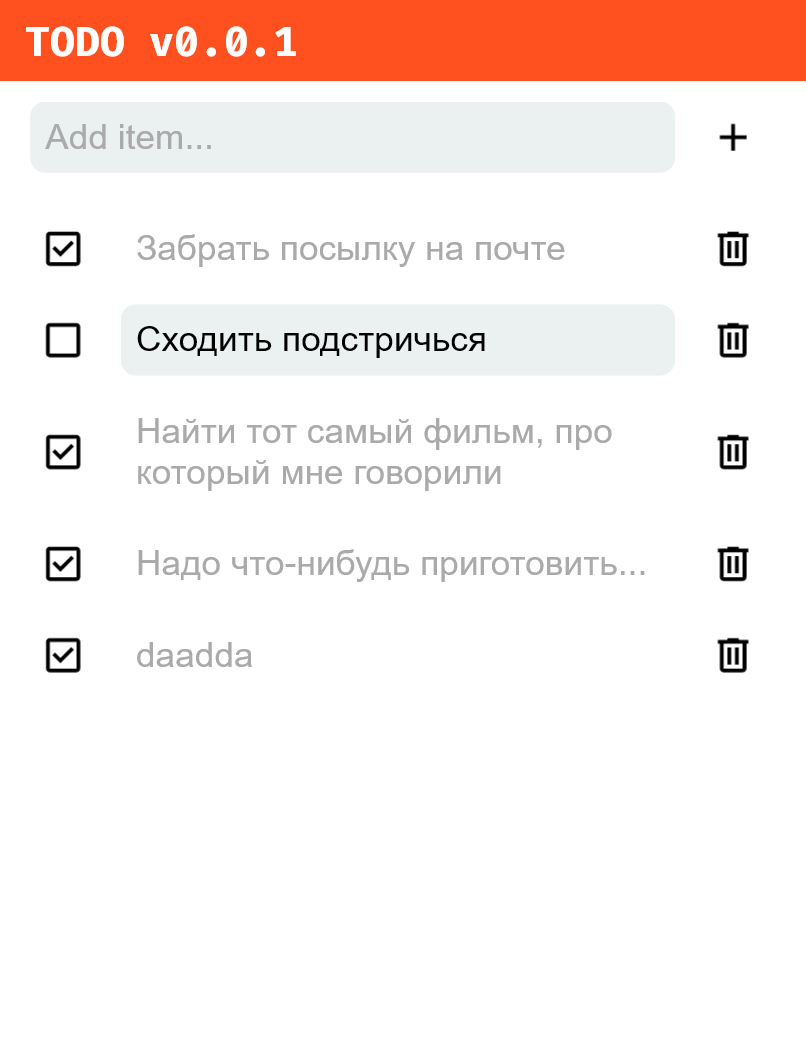 TODO v0.0.1
Add item...
Забрать посылку на почте
Сходить подстричься
Найти тот самый фильм, про
который мне говорили
Надо что-нибудь приготовить...
daadda